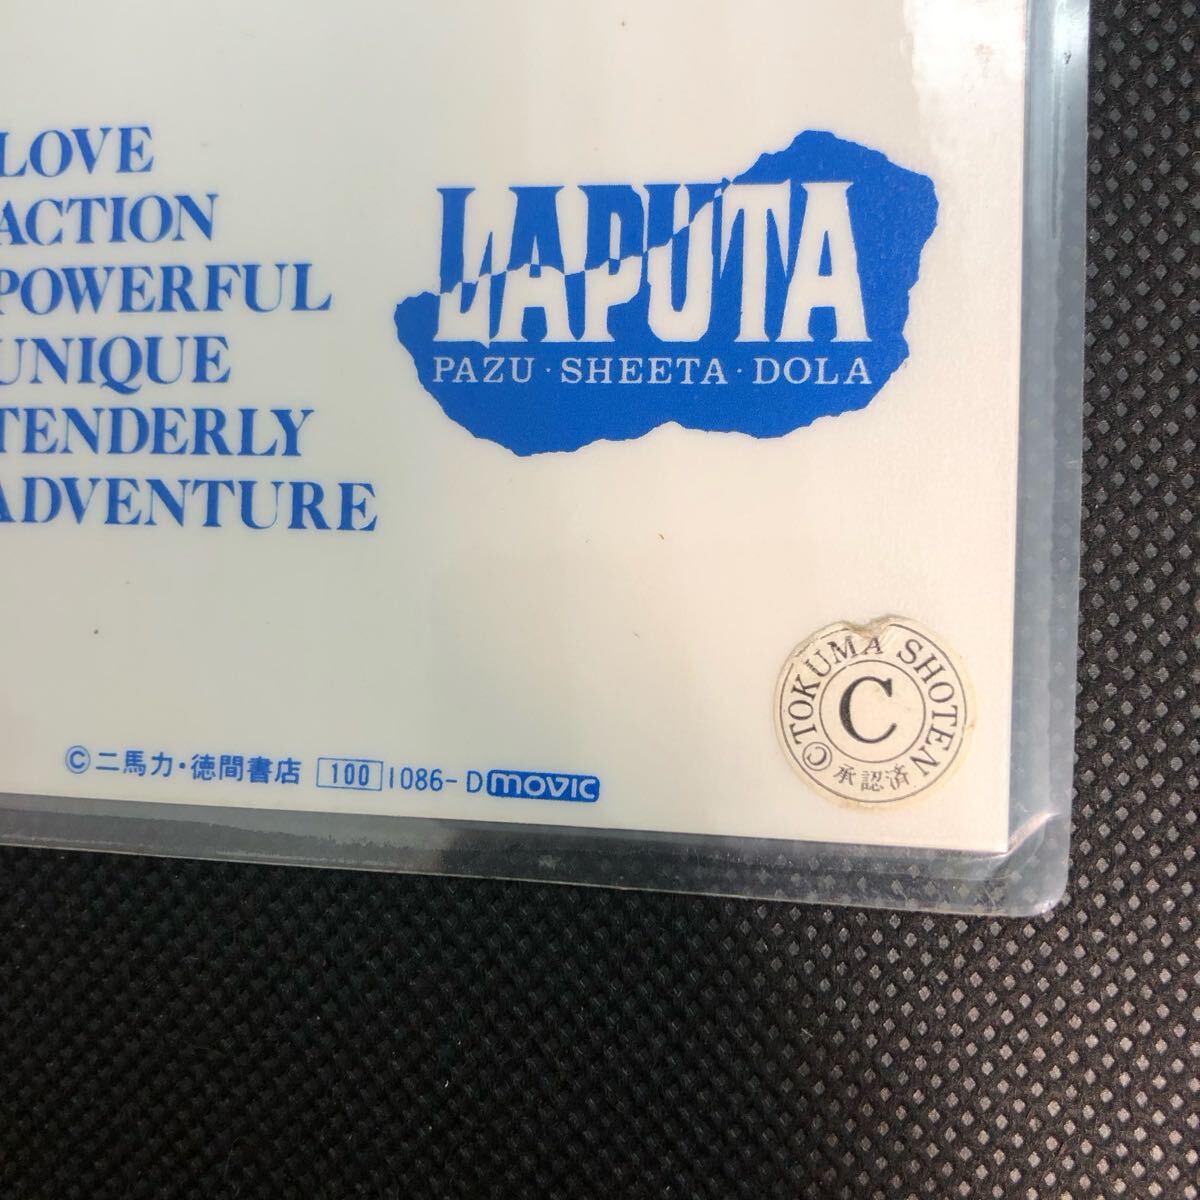 LOVE
ACTION
POWERFUL
UNIQUE
TENDERLY
ADVENTURE
LAPUTA
PAZU・SHEETA・DOLA
© TOKUMA SHOTEN
C
承認済
©二馬力・徳間書店 100 1086-D movic